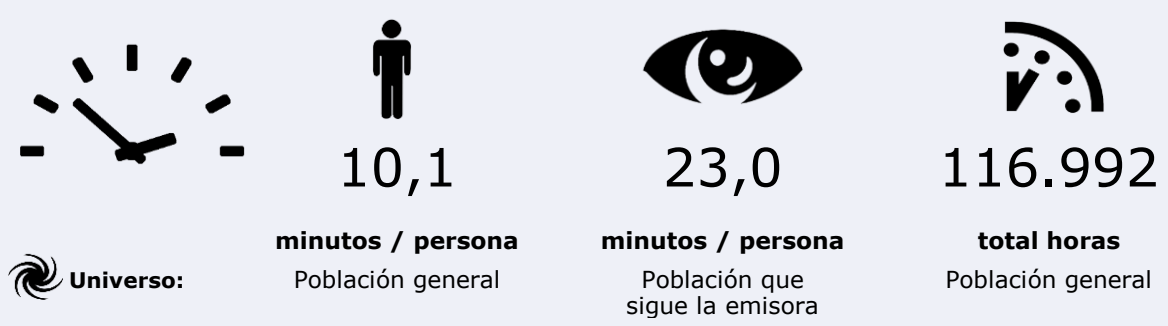 10,1
23,0
116.992
minutos / persona
minutos / persona
total horas
Universo:
Población general
Población que
sigue la emisora
Población general